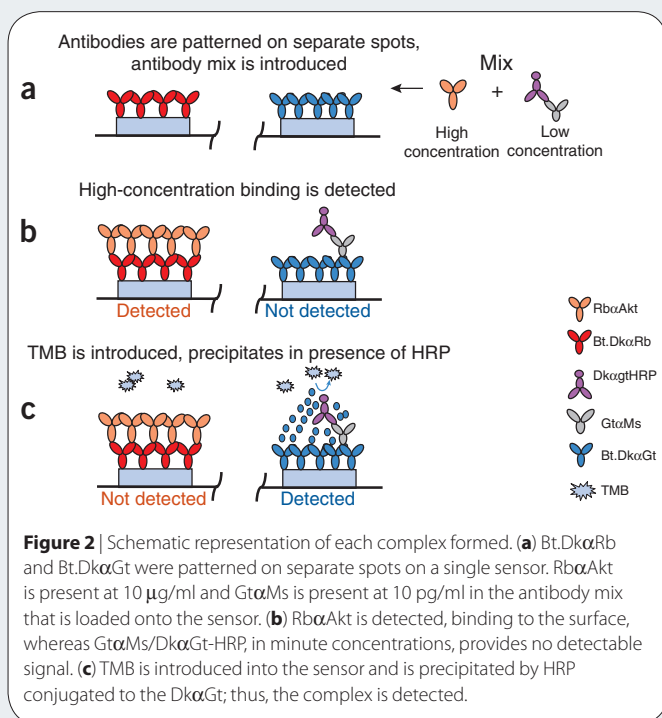 Antibodies are patterned on separate spots,
antibody mix is introduced
a
Mix
+
High
concentration
Low
concentration
High-concentration binding is detected
b
Detected
Not detected
TMB is introduced, precipitates in presence of HRP
c
Not detected
Detected
RbαAkt
Bt.DkαRb
DkαgtHRP
GtαMs
Bt.DkαGt
TMB
Figure 2 | Schematic representation of each complex formed. (a) Bt.DkαRb
and Bt.DkαGt were patterned on separate spots on a single sensor. RbαAkt
is present at 10 μg/ml and GtαMs is present at 10 pg/ml in the antibody mix
that is loaded onto the sensor. (b) RbαAkt is detected, binding to the surface,
whereas GtαMs/DkαGt-HRP, in minute concentrations, provides no detectable
signal. (c) TMB is introduced into the sensor and is precipitated by HRP
conjugated to the DkαGt; thus, the complex is detected.